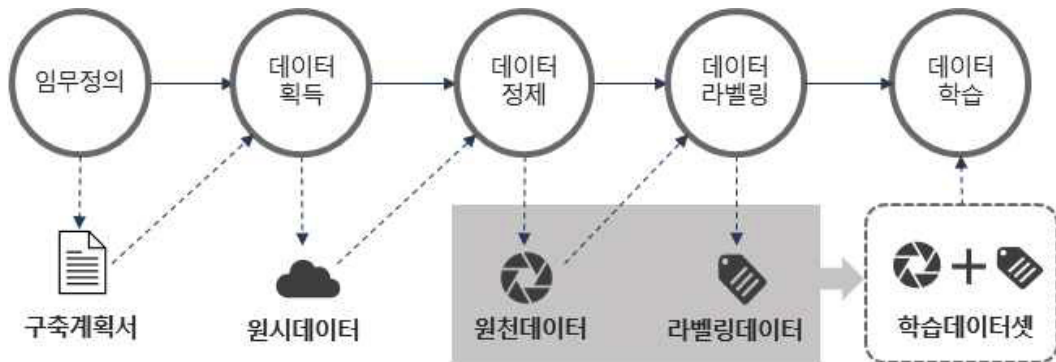 임무정의
데이터
획득
데이터
정제
데이터
라벨링
데이터
학습
구축계획서
원시데이터
원천데이터
라벨링데이터
학습데이터셋